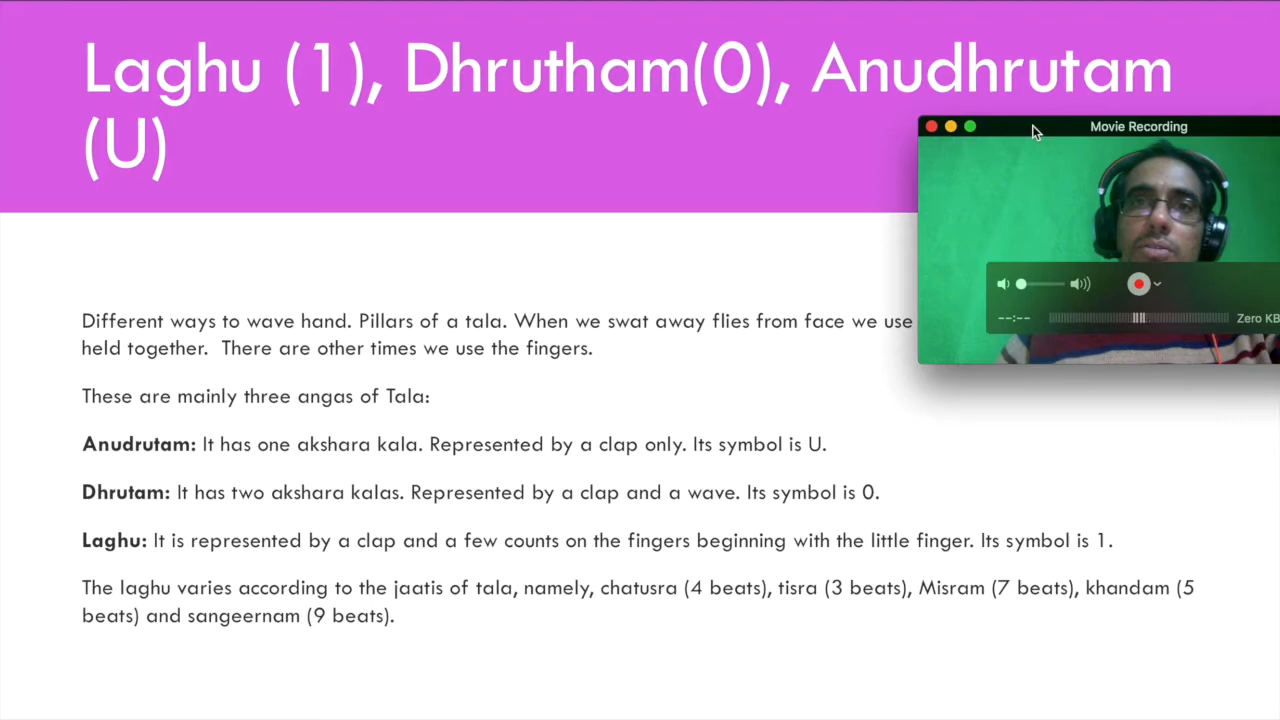 Laghu (1), Dhrutham(0), Anudhrutam
(U)
Movie Recording
--:--
Zero KB
Different ways to wave hand. Pillars of a tala. When we swat away flies from face we use
held together. There are other times we use the fingers.
These are mainly three angas of Tala:
Anudrutam: It has one akshara kala. Represented by a clap only. Its symbol is U.
Dhrutam: It has two akshara kalas. Represented by a clap and a wave. Its symbol is 0.
Laghu: It is represented by a clap and a few counts on the fingers beginning with the little finger. Its symbol is 1.
The laghu varies according to the jaatis of tala, namely, chatusra (4 beats), tisra (3 beats), Misram (7 beats), khandam (5
beats) and sangeernam (9 beats).